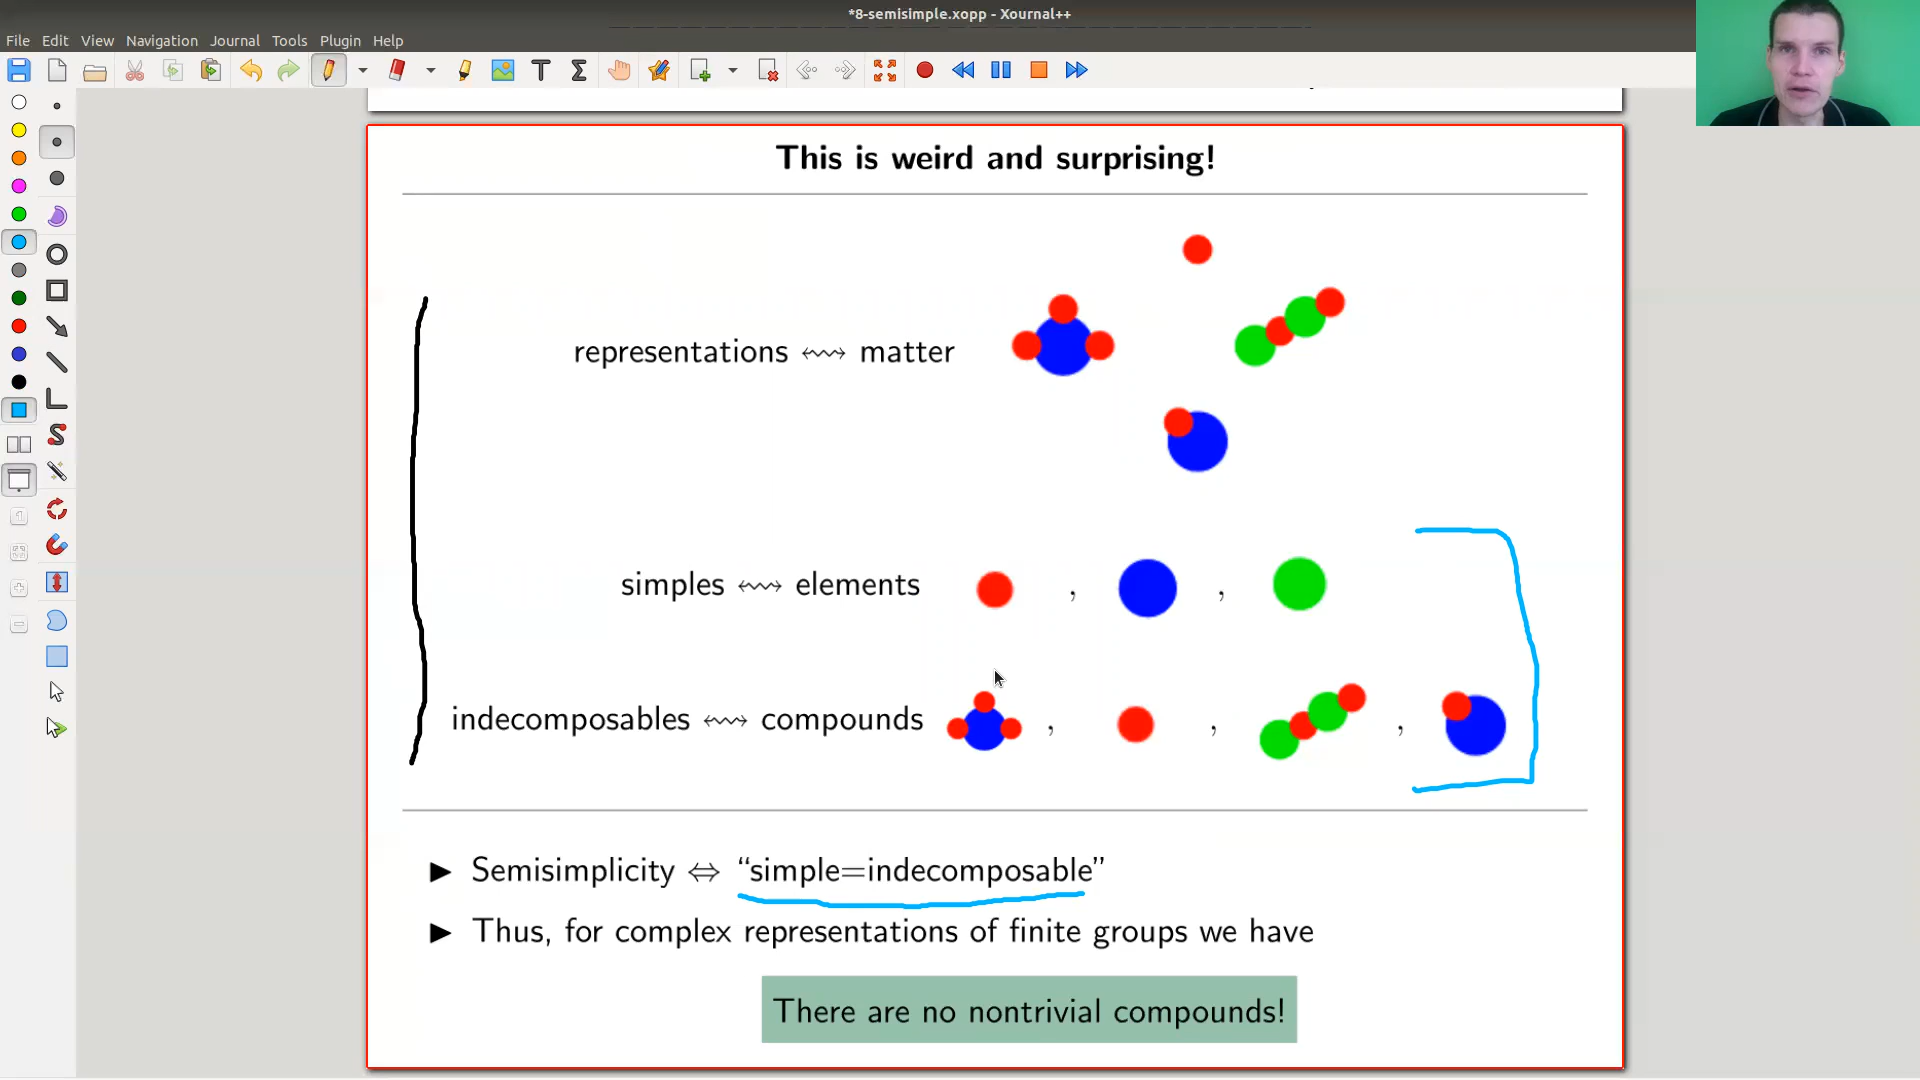 *8-semisimple.xopp - Xournal++
File Edit View Navigation Journal Tools Plugin Help
This is weird and surprising!
representations ↭ matter
simples ↭ elements , ,
indecomposables ↭ compounds , , ,
▶ Semisimplicity ⇔ “simple=indecomposable”
▶ Thus, for complex representations of finite groups we have
There are no nontrivial compounds!